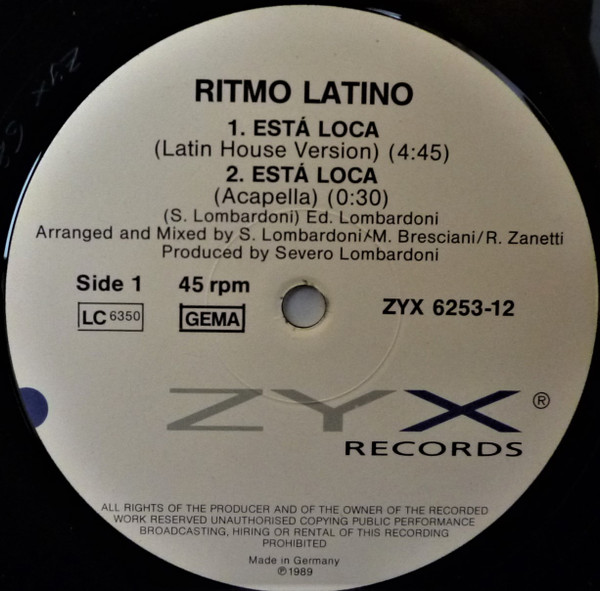 RITMO LATINO
1. ESTÁ LOCA
(Latin House Version) (4:45)
2. ESTÁ LOCA
(Acapella) (0:30)
(S. Lombardoni) Ed. Lombardoni
Arranged and Mixed by S. Lombardoni/M. Bresciani/R. Zanetti
Produced by Severo Lombardoni
Side 1 45 rpm
LC 6350 GEMA ZYX 6253-12
ZYX ®
RECORDS
ALL RIGHTS OF THE PRODUCER AND OF THE OWNER OF THE RECORDED
WORK RESERVED UNAUTHORISED COPYING PUBLIC PERFORMANCE
BROADCASTING, HIRING OR RENTAL OF THIS RECORDING
PROHIBITED
Made in Germany
℗ 1989